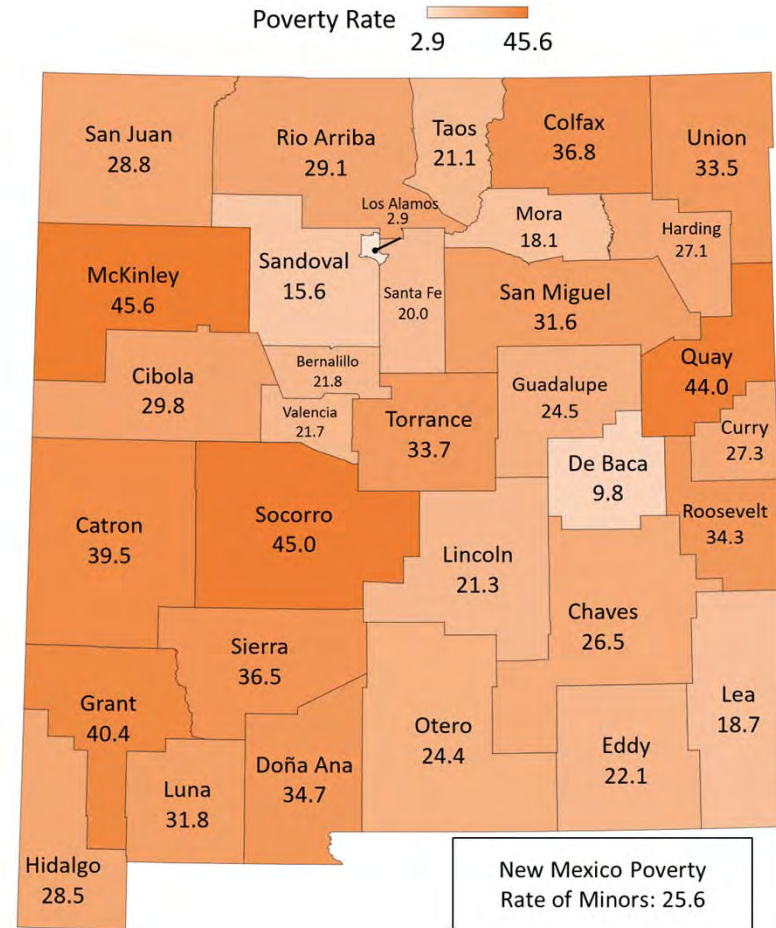 Poverty Rate
2.9 45.6
San Juan
28.8
Rio Arriba
29.1
Taos
21.1
Colfax
36.8
Union
33.5
Los Alamos
2.9
Mora
18.1
Harding
27.1
McKinley
45.6
Sandoval
15.6
Santa Fe
20.0
San Miguel
31.6
Quay
44.0
Cibola
29.8
Bernalillo
21.8
Valencia
21.7
Torrance
33.7
Guadalupe
24.5
Curry
27.3
De Baca
9.8
Roosevelt
34.3
Catron
39.5
Socorro
45.0
Lincoln
21.3
Chaves
26.5
Sierra
36.5
Grant
40.4
Otero
24.4
Lea
18.7
Eddy
22.1
Doña Ana
34.7
Luna
31.8
Hidalgo
28.5
New Mexico Poverty
Rate of Minors: 25.6